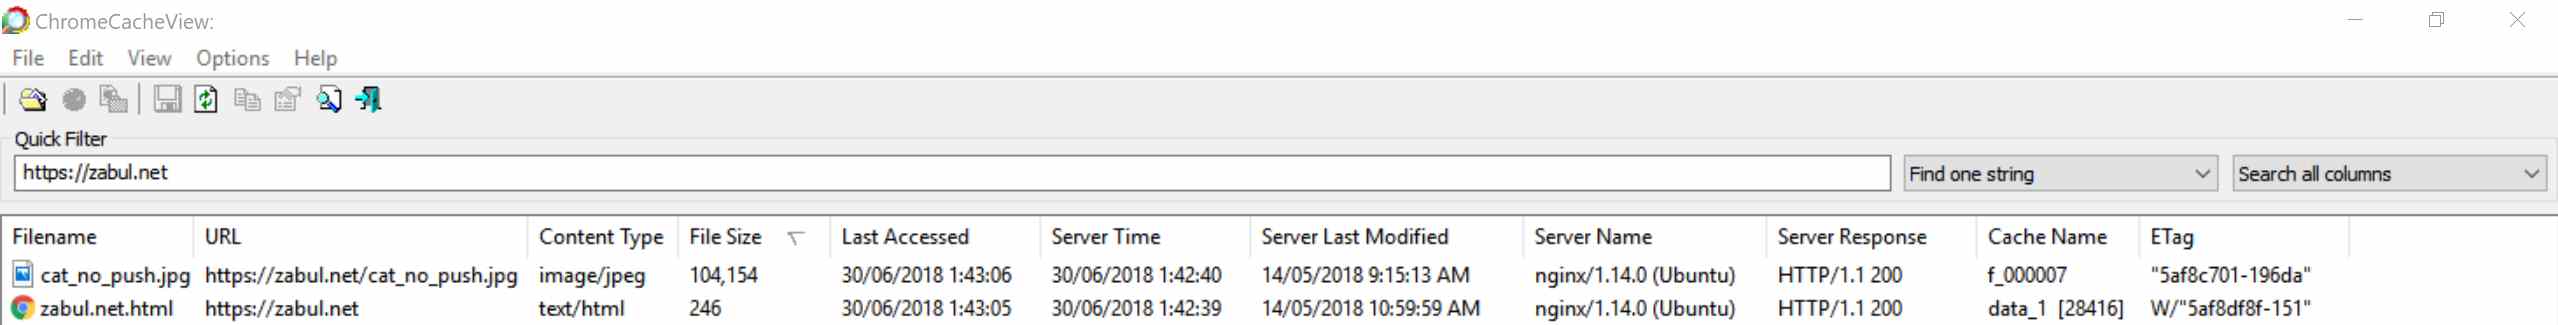 ChromeCacheView:
File Edit View Options Help
Quick Filter
https://zabul.net Find one string Search all columns
Filename URL Content Type File Size Last Accessed Server Time Server Last Modified Server Name Server Response Cache Name ETag
cat_no_push.jpg https://zabul.net/cat_no_push.jpg image/jpeg 104,154 30/06/2018 1:43:06 30/06/2018 1:42:40 14/05/2018 9:15:13 AM nginx/1.14.0 (Ubuntu) HTTP/1.1 200 f_000007 "5af8c701-196da"
zabul.net.html https://zabul.net text/html 246 30/06/2018 1:43:05 30/06/2018 1:42:39 14/05/2018 10:59:59 AM nginx/1.14.0 (Ubuntu) HTTP/1.1 200 data_1 [28416] W/"5af8df8f-151"